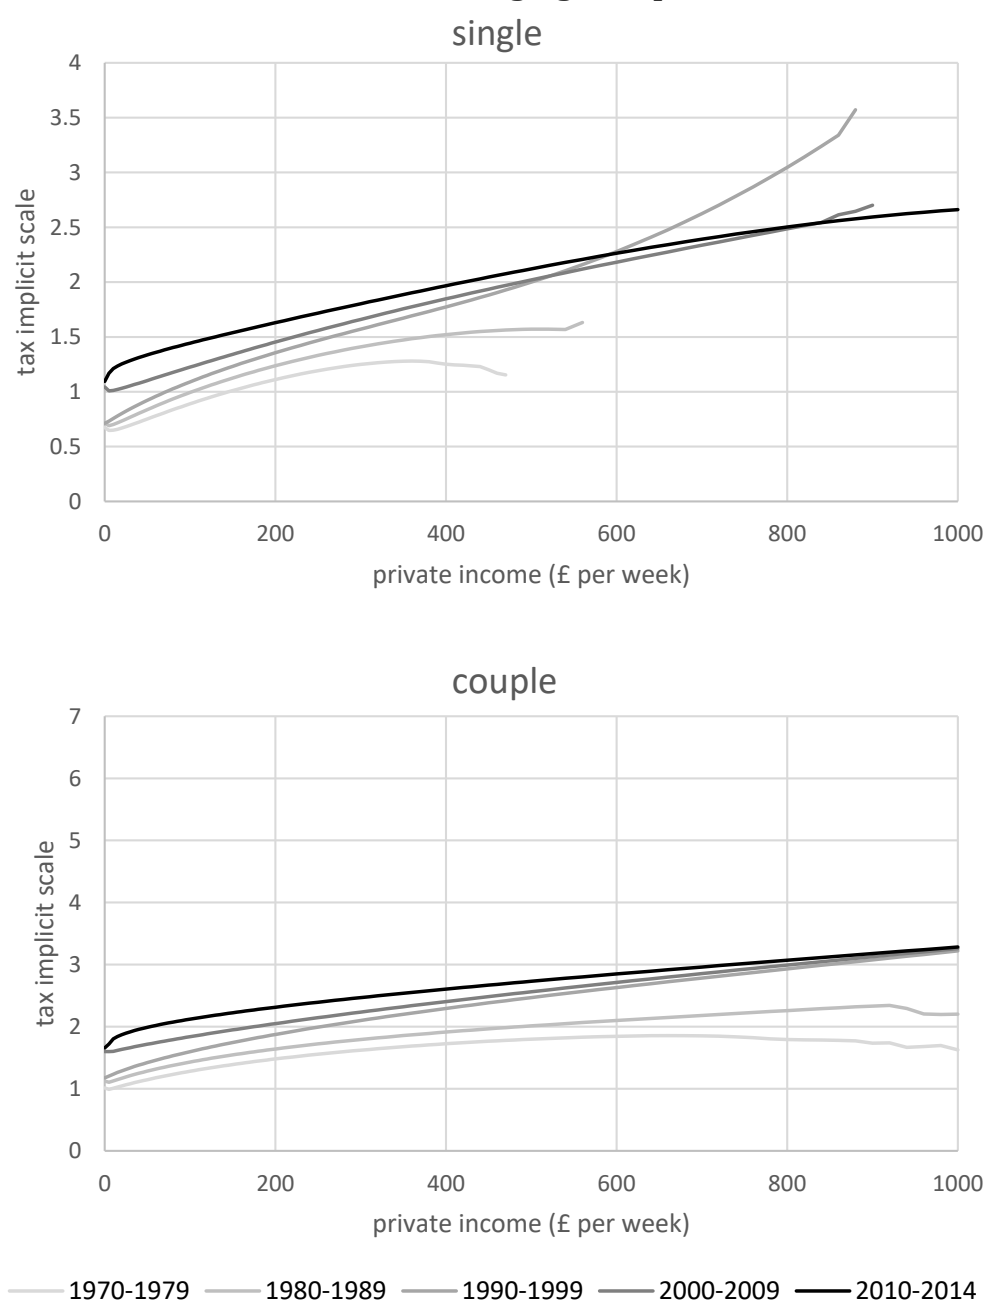 single
4
3.5
3
2.5
2
1.5
1
0.5
0
tax implicit scale
0 200 400 600 800 1000
private income (£ per week)
couple
7
6
5
4
3
2
1
0
tax implicit scale
0 200 400 600 800 1000
private income (£ per week)
1970-1979 1980-1989 1990-1999 2000-2009 2010-2014